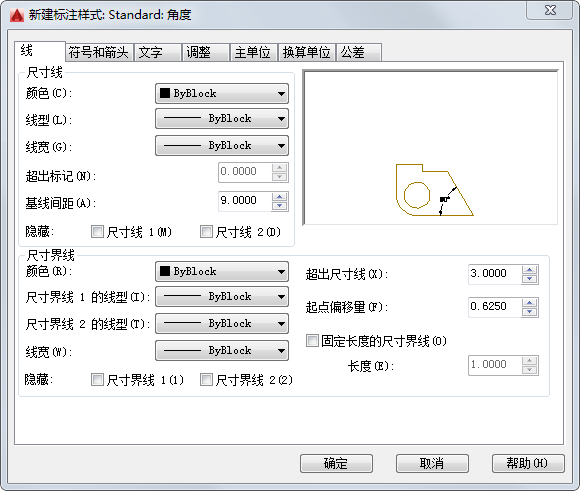 新建标注样式: Standard: 角度
线 符号和箭头 文字 调整 主单位 换算单位 公差
尺寸线
颜色(C): ByBlock
线型(L): ByBlock
线宽(G): ByBlock
超出标记(N): 0.0000
基线间距(A): 9.0000
隐藏: 尺寸线 1(M) 尺寸线 2(D)
尺寸界线
颜色(R): ByBlock
尺寸界线 1 的线型(I): ByBlock
尺寸界线 2 的线型(T): ByBlock
线宽(W): ByBlock
隐藏: 尺寸界线 1(1) 尺寸界线 2(2)
超出尺寸线(X): 3.0000
起点偏移量(F): 0.6250
固定长度的尺寸界线(O)
长度(E): 1.0000
确定 取消 帮助(H)